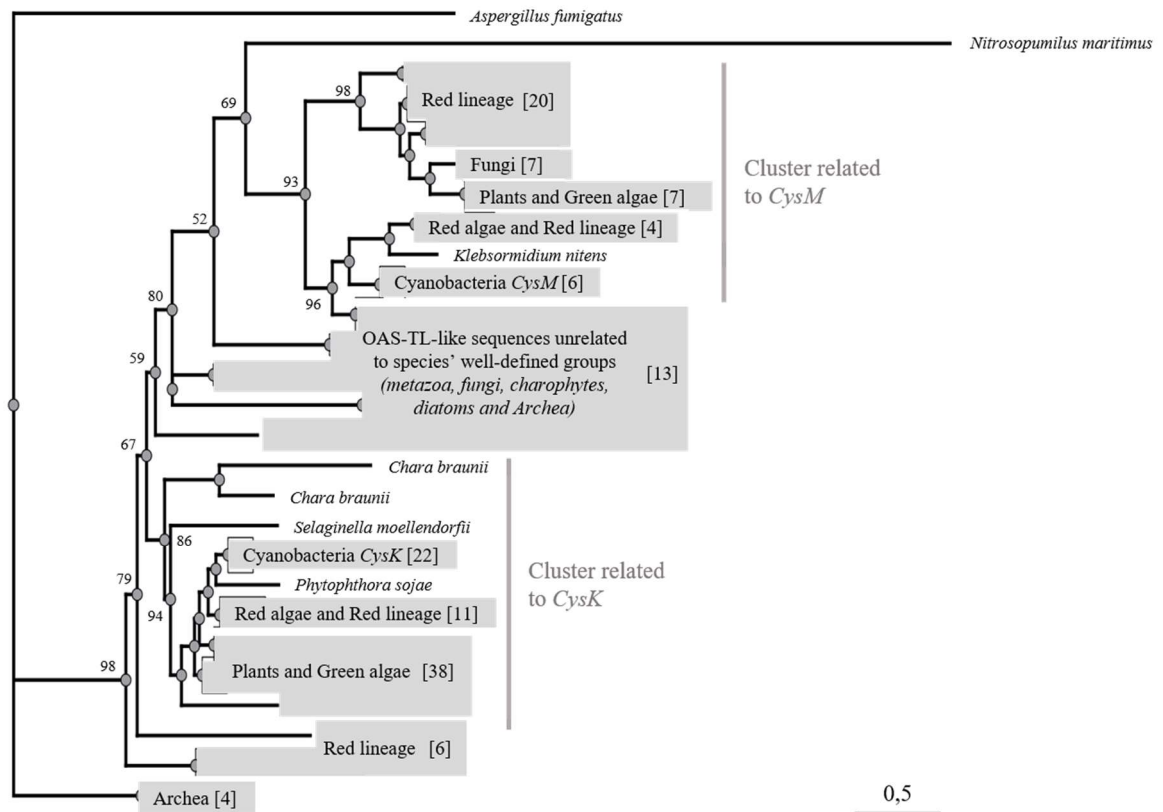 Aspergillus fumigatus
Nitrosopumilus maritimus
98
Red lineage [20]
69
Fungi [7]
Cluster related
to CysM
93
Plants and Green algae [7]
52
Red algae and Red lineage [4]
Klebsormidium nitens
Cyanobacteria CysM [6]
80
96
OAS-TL-like sequences unrelated
to species’ well-defined groups
(metazoa, fungi, charophytes,
diatoms and Archea)
[13]
59
67
Chara braunii
Chara braunii
Selaginella moellendorfii
86
Cyanobacteria CysK [22]
Cluster related
to CysK
79
Phytophthora sojae
94
Red algae and Red lineage [11]
98
Plants and Green algae [38]
Red lineage [6]
Archea [4]
0,5